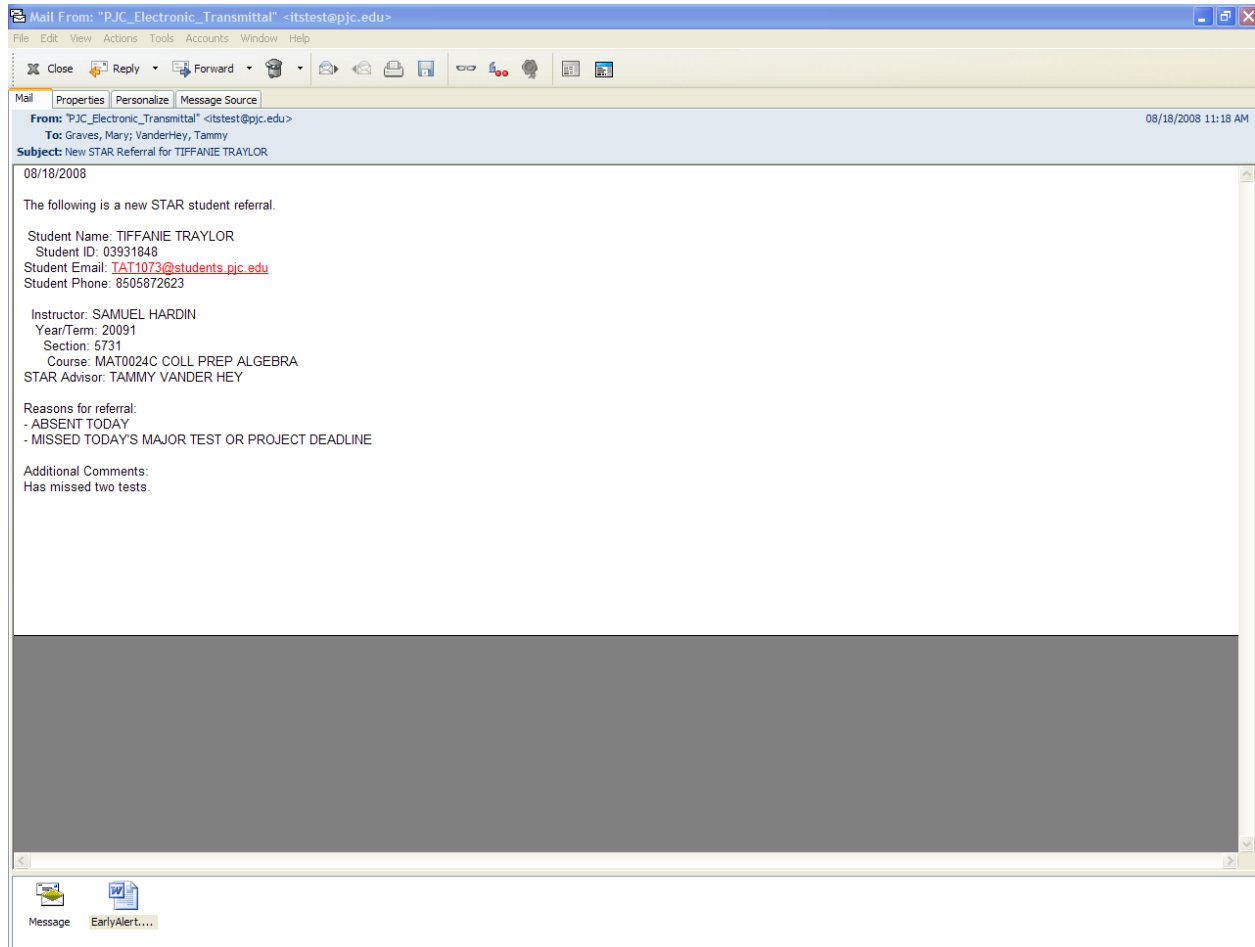 Mail From: "PJC_Electronic_Transmittal" <itstest@pjc.edu>
File Edit View Actions Tools Accounts Window Help
Close Reply Forward
Mail Properties Personalize Message Source
From: "PJC_Electronic_Transmittal" <itstest@pjc.edu> 08/18/2008 11:18 AM
To: Graves, Mary; VanderHey, Tammy
Subject: New STAR Referral for TIFFANIE TRAYLOR
08/18/2008
The following is a new STAR student referral.
Student Name: TIFFANIE TRAYLOR
Student ID: 03931848
Student Email: TAT1073@students.pjc.edu
Student Phone: 8505872623
Instructor: SAMUEL HARDIN
Year/Term: 20091
Section: 5731
Course: MAT0024C COLL PREP ALGEBRA
STAR Advisor: TAMMY VANDER HEY
Reasons for referral:
- ABSENT TODAY
- MISSED TODAY'S MAJOR TEST OR PROJECT DEADLINE
Additional Comments:
Has missed two tests.
Message EarlyAlert....